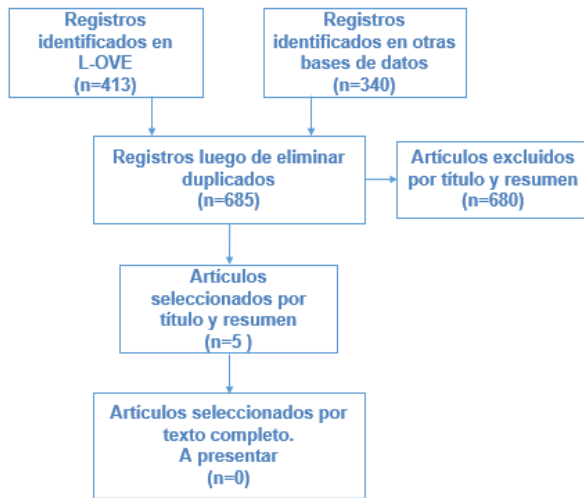 Registros
identificados en
L-OVE
(n=413)
Registros
identificados en otras
bases de datos
(n=340)
Registros luego de eliminar
duplicados
(n=685)
Artículos excluidos
por título y resumen
(n=680)
Artículos
seleccionados por
título y resumen
(n=5 )
Artículos seleccionados por
texto completo.
A presentar
(n=0)